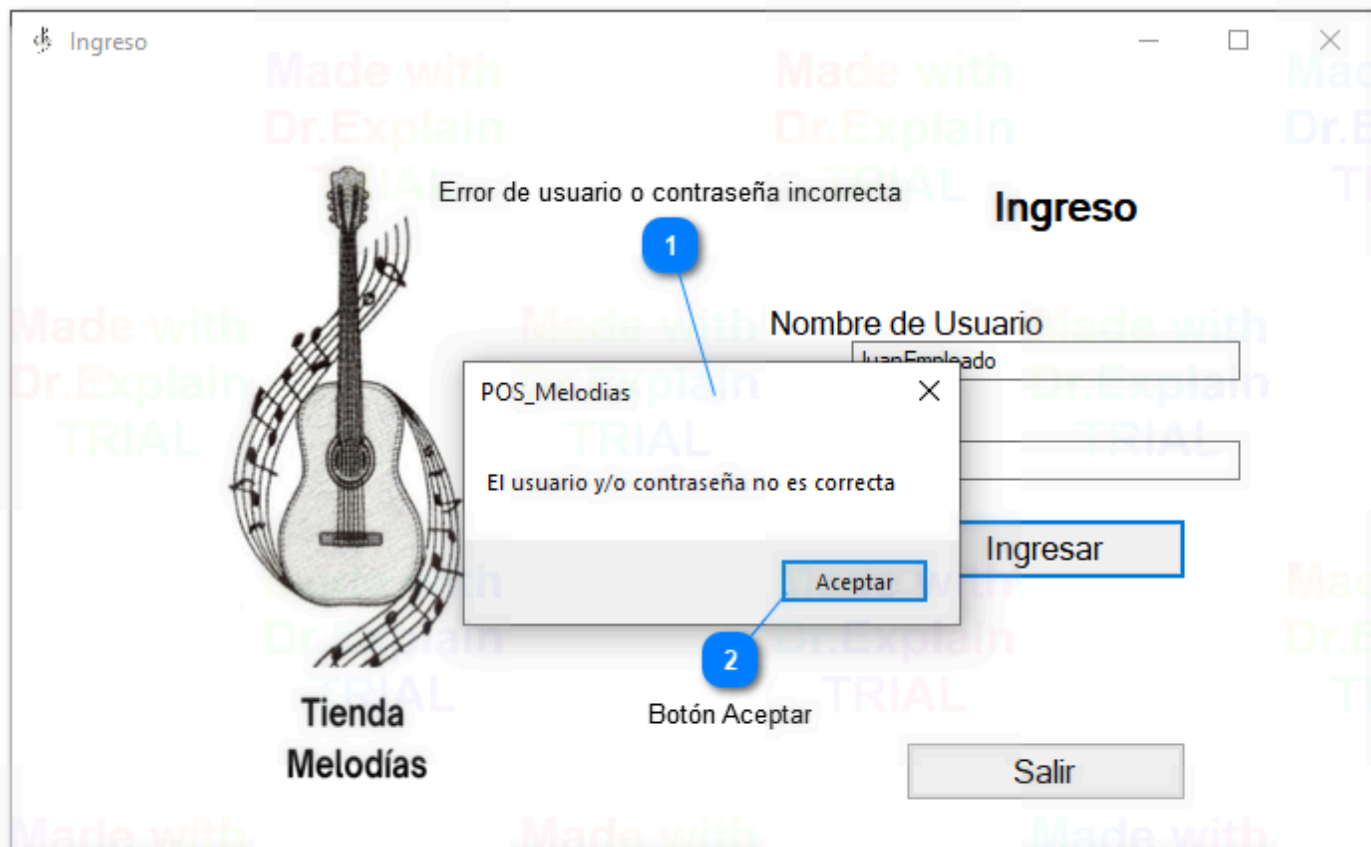 Ingreso
Error de usuario o contraseña incorrecta
Ingreso
1
Nombre de Usuario
JuanEmpleado
POS_Melodias
El usuario y/o contraseña no es correcta
Ingresar
Aceptar
2
Botón Aceptar
Tienda
Melodías
Salir
Made with
Dr.Explain
TRIAL